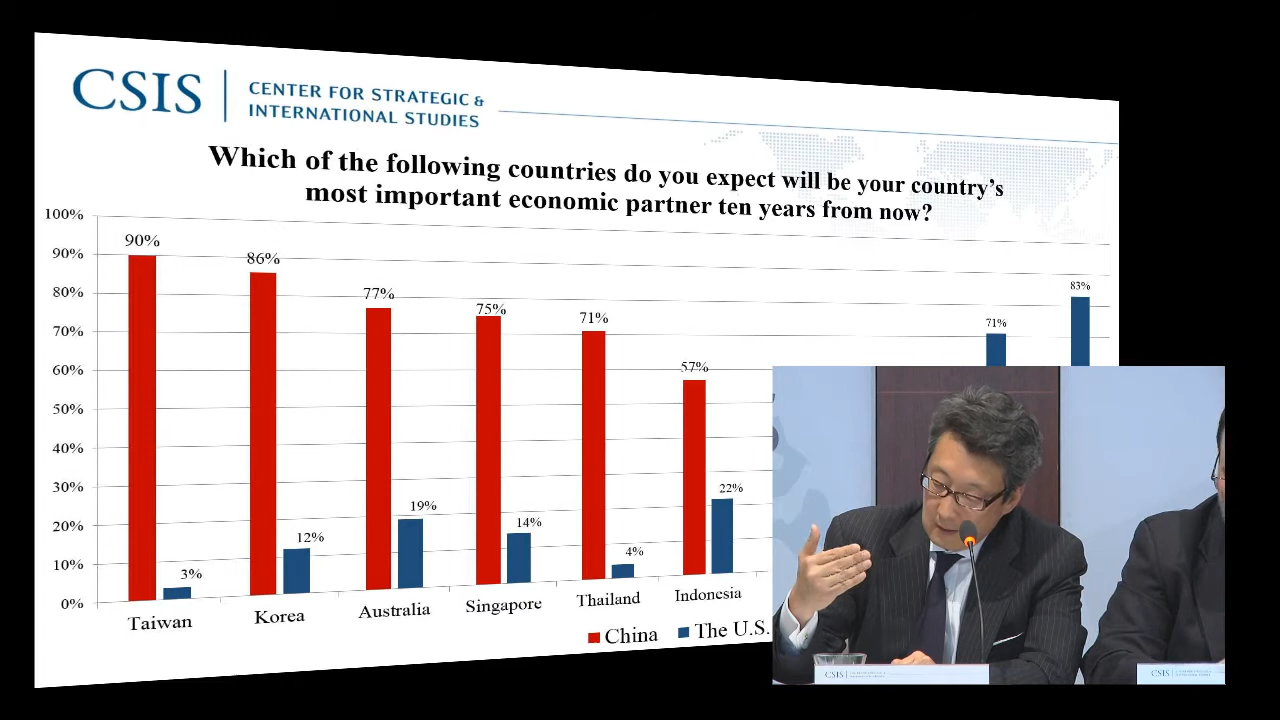 CSIS
CENTER FOR STRATEGIC &
INTERNATIONAL STUDIES
Which of the following countries do you expect will be your country's
most important economic partner ten years from now?
100%
90%
80%
70%
60%
50%
40%
30%
20%
10%
0%
90%
3%
86%
12%
77%
19%
75%
14%
71%
4%
57%
22%
71%
83%
Taiwan
Korea
Australia
Singapore
Thailand
Indonesia
China
The U.S.
CSIS
CSIS